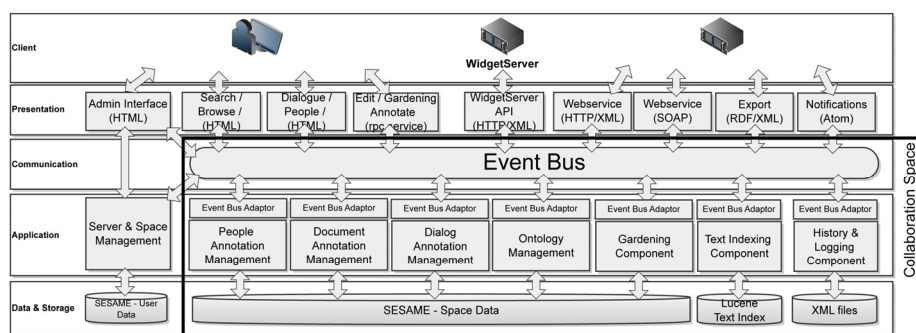 Client
WidgetServer
Presentation
Admin Interface
(HTML)
Search /
Browse /
(HTML)
Dialogue /
People /
(HTML)
Edit / Gardening
Annotate
(rpc service)
WidgetServer
API
(HTTP/XML)
Webservice
(HTTP/XML)
Webservice
(SOAP)
Export
(RDF/XML)
Notifications
(Atom)
Communication
Event Bus
Collaboration Space
Application
Server & Space
Management
Event Bus Adaptor
People
Annotation
Management
Event Bus Adaptor
Document
Annotation
Management
Event Bus Adaptor
Dialog
Annotation
Management
Event Bus Adaptor
Ontology
Management
Event Bus Adaptor
Gardening
Component
Event Bus Adaptor
Text Indexing
Component
Event Bus Adaptor
History &
Logging
Component
Data & Storage
SESAME - User
Data
SESAME - Space Data
Lucene
Text Index
XML files